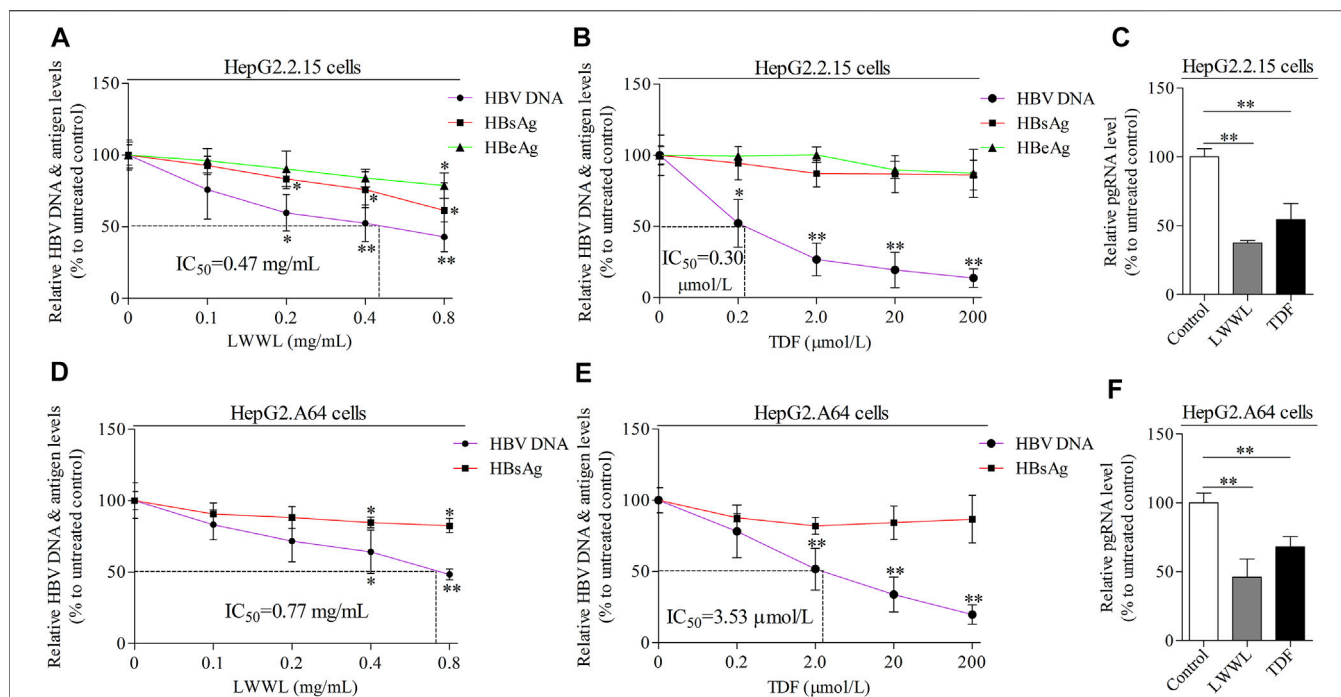 A
HepG2.2.15 cells
Relative HBV DNA & antigen levels
(% to untreated control)
150
100
50
0
HBV DNA
HBsAg
HBeAg
*
*
*
*
*
**
**
IC50=0.47 mg/mL
0 0.1 0.2 0.4 0.8
LWWL (mg/mL)
B
HepG2.2.15 cells
Relative HBV DNA & antigen levels
(% to untreated control)
150
100
50
0
HBV DNA
HBsAg
HBeAg
*
**
**
**
IC50=0.30
μmol/L
0 0.2 2.0 20 200
TDF (μmol/L)
C
HepG2.2.15 cells
Relative pgRNA level
(% to untreated control)
150
100
50
0
**
**
Control LWWL TDF
D
HepG2.A64 cells
Relative HBV DNA & antigen levels
(% to untreated control)
150
100
50
0
HBV DNA
HBsAg
*
*
*
**
IC50=0.77 mg/mL
0 0.1 0.2 0.4 0.8
LWWL (mg/mL)
E
HepG2.A64 cells
Relative HBV DNA & antigen levels
(% to untreated control)
150
100
50
0
HBV DNA
HBsAg
**
**
**
IC50=3.53 μmol/L
0 0.2 2.0 20 200
TDF (μmol/L)
F
HepG2.A64 cells
Relative pgRNA level
(% to untreated control)
150
100
50
0
**
**
Control LWWL TDF